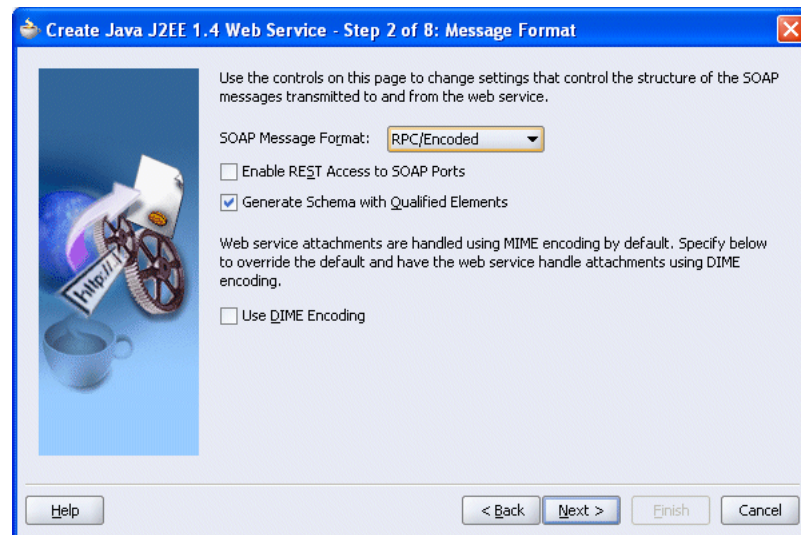 Create Java J2EE 1.4 Web Service - Step 2 of 8: Message Format
Use the controls on this page to change settings that control the structure of the SOAP
messages transmitted to and from the web service.
SOAP Message Format: RPC/Encoded
Enable REST Access to SOAP Ports
Generate Schema with Qualified Elements
Web service attachments are handled using MIME encoding by default. Specify below
to override the default and have the web service handle attachments using DIME
encoding.
Use DIME Encoding
http://
Help < Back Next > Finish Cancel